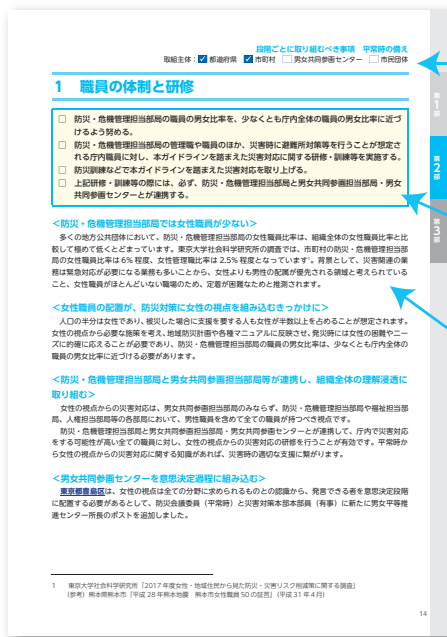 段階ごとに取り組むべき事項　平常時の備え
取組主体：☑ 都道府県　☑ 市町村　□ 男女共同参画センター　□ 市民団体
1　職員の体制と研修
□　防災・危機管理担当部局の職員の男女比率を、少なくとも庁内全体の職員の男女比率に近づ
けるよう努める。
□　防災・危機管理担当部局の管理職や職員のほか、災害時に避難所対策等を行うことが想定さ
れる庁内職員に対し、本ガイドラインを踏まえた災害対応に関する研修・訓練等を実施する。
□　防災訓練などで本ガイドラインを踏まえた災害対応を取り上げる。
□　上記研修・訓練等の際には、必ず、防災・危機管理担当部局と男女共同参画担当部局・男女
共同参画センターとが連携する。
第1部
第2部
第3部
＜防災・危機管理担当部局では女性職員が少ない＞
多くの地方公共団体において、防災・危機管理担当部局の女性職員比率は、組織全体の女性職員比率と比
較して極めて低くとどまっています。東京大学社会科学研究所の調査では、市町村の防災・危機管理担当部
局の女性職員比率は 6% 程度、女性管理職比率は 2.5% 程度となっています¹。背景として、災害関連の業
務は緊急対応が必要になる業務も多いことから、女性よりも男性の配属が優先される領域と考えられている
こと、女性職員がほとんどいない職場のため、定着が困難なためと推測されます。
＜女性職員の配置が、防災対策に女性の視点を組み込むきっかけに＞
人口の半分は女性であり、被災した場合に支援を要する人も女性が半数以上を占めることが想定されます。
女性の視点から必要な施策を考え、地域防災計画や各種マニュアルに反映させ、発災時には女性の困難やニー
ズに的確に応えることが必要であり、防災・危機管理担当部局の職員の男女比率は、少なくとも庁内全体の
職員の男女比率に近づける必要があります。
＜防災・危機管理担当部局と男女共同参画担当部局等が連携し、組織全体の理解浸透に
取り組む＞
女性の視点からの災害対応は、男女共同参画担当部局のみならず、防災・危機管理担当部局や福祉担当部
局、人権担当部局等の各部局において、男性職員を含めて全ての職員が持つべき視点です。
防災・危機管理担当部局と男女共同参画担当部局・男女共同参画センターとが連携して、庁内で災害対応
をする可能性が高い全ての職員に対し、女性の視点からの災害対応の研修を行うことが有効です。平常時か
ら女性の視点からの災害対応に関する知識があれば、災害時の適切な支援に繋がります。
＜男女共同参画センターを意思決定過程に組み込む＞
東京都豊島区は、女性の視点は全ての分野に求められるものとの認識から、発言できる者を意思決定段階
に配置する必要があるとして、防災会議委員（平常時）と災害対策本部本部員（有事）に新たに男女平等推
進センター所長のポストを追加しました。
1　東京大学社会科学研究所「2017 年度女性・地域住民から見た防災・災害リスク削減策に関する調査」
（参考）熊本県熊本市「平成 28 年熊本地震　熊本市女性職員 50 の証言」（平成 31 年 4 月）
14